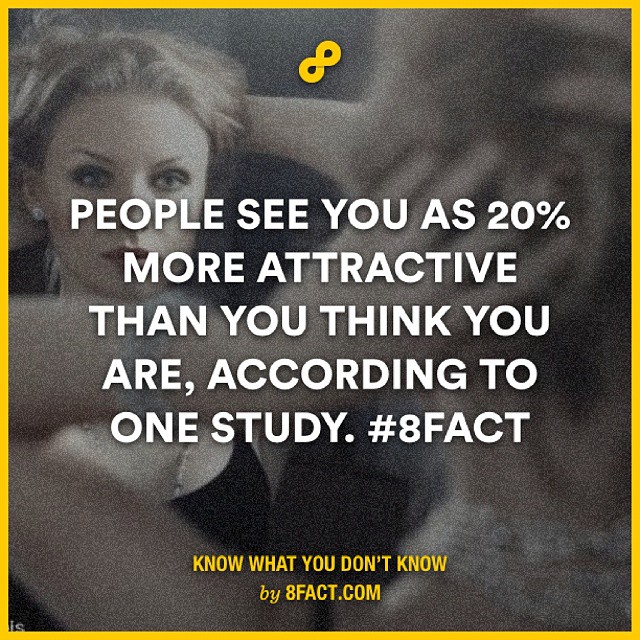 PEOPLE SEE YOU AS 20%
MORE ATTRACTIVE
THAN YOU THINK YOU
ARE, ACCORDING TO
ONE STUDY. #8FACT
KNOW WHAT YOU DON'T KNOW
by 8FACT.COM
is